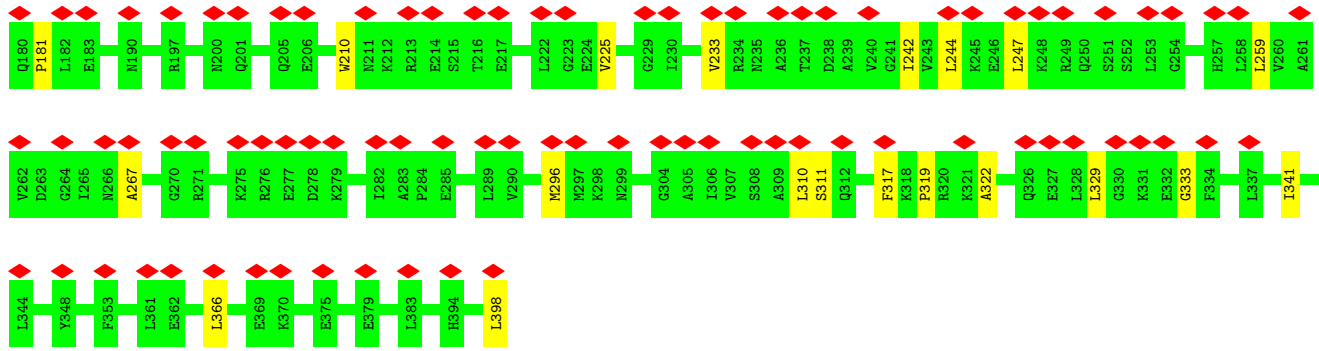 Q180 P181 L182 E183 N190 R197 N200 Q201 Q205 E206 W210 N211 K212 R213 E214 S215 T216 E217 L222 G223 E224 V225 G229 I230 V233 R234 N235 A236 T237 D238 A239 V240 G241 I242 V243 L244 K245 E246 L247 K248 R249 Q250 S251 S252 L253 G254 H257 L258 L259 V260 A261
V262 D263 G264 I265 N266 A267 G270 R271 K275 R276 E277 D278 K279 I282 A283 P284 E285 L289 V290 M296 M297 K298 N299 G304 A305 I306 V307 S308 A309 L310 S311 Q312 F317 K318 P319 R320 K321 A322 Q326 E327 L328 L329 G330 K331 E332 G333 F334 L337 I341
L344 Y348 F353 L361 E362 L366 E369 K370 E375 E379 L383 H394 L398